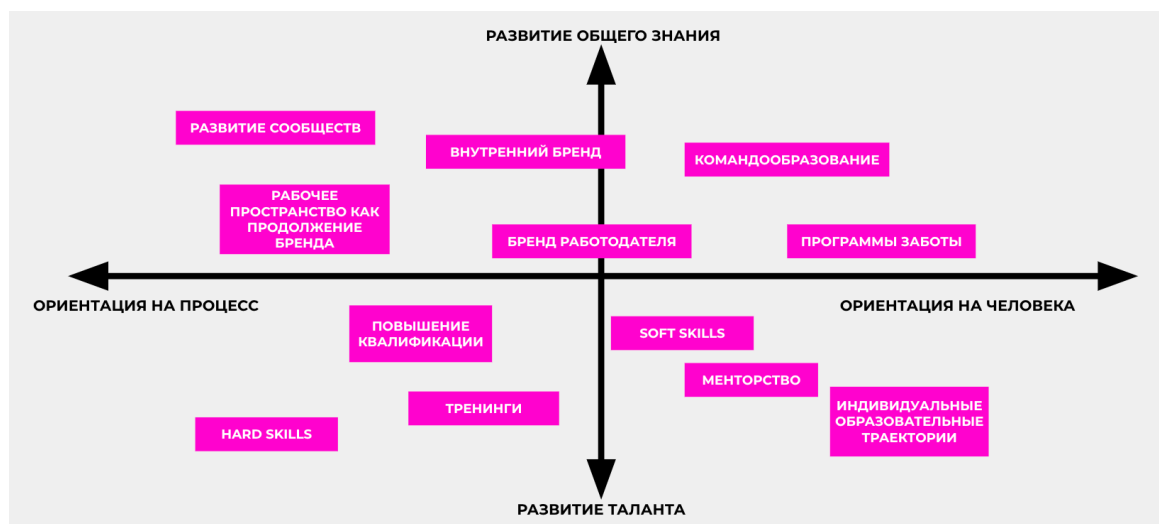 РАЗВИТИЕ ОБЩЕГО ЗНАНИЯ
РАЗВИТИЕ СООБЩЕСТВ
ВНУТРЕННИЙ БРЕНД
КОМАНДООБРАЗОВАНИЕ
РАБОЧЕЕ
ПРОСТРАНСТВО КАК
ПРОДОЛЖЕНИЕ
БРЕНДА
БРЕНД РАБОТОДАТЕЛЯ
ПРОГРАММЫ ЗАБОТЫ
ОРИЕНТАЦИЯ НА ПРОЦЕСС
ОРИЕНТАЦИЯ НА ЧЕЛОВЕКА
ПОВЫШЕНИЕ
КВАЛИФИКАЦИИ
SOFT SKILLS
МЕНТОРСТВО
ТРЕНИНГИ
ИНДИВИДУАЛЬНЫЕ
ОБРАЗОВАТЕЛЬНЫЕ
ТРАЕКТОРИИ
HARD SKILLS
РАЗВИТИЕ ТАЛАНТА